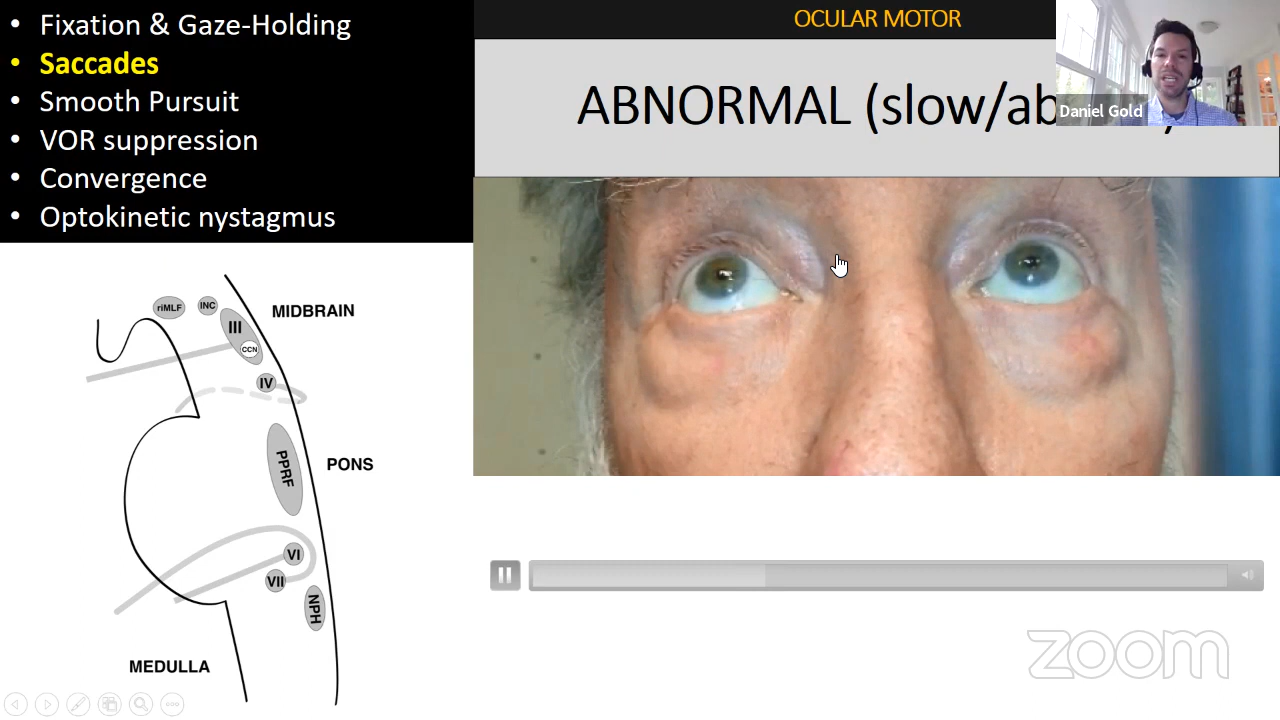 • Fixation & Gaze-Holding
• Saccades
• Smooth Pursuit
• VOR suppression
• Convergence
• Optokinetic nystagmus
OCULAR MOTOR
ABNORMAL (slow/ab
Daniel Gold
riMLF
INC
III
CCN
IV
MIDBRAIN
PPRF
PONS
VI
VII
NPH
MEDULLA
zoom